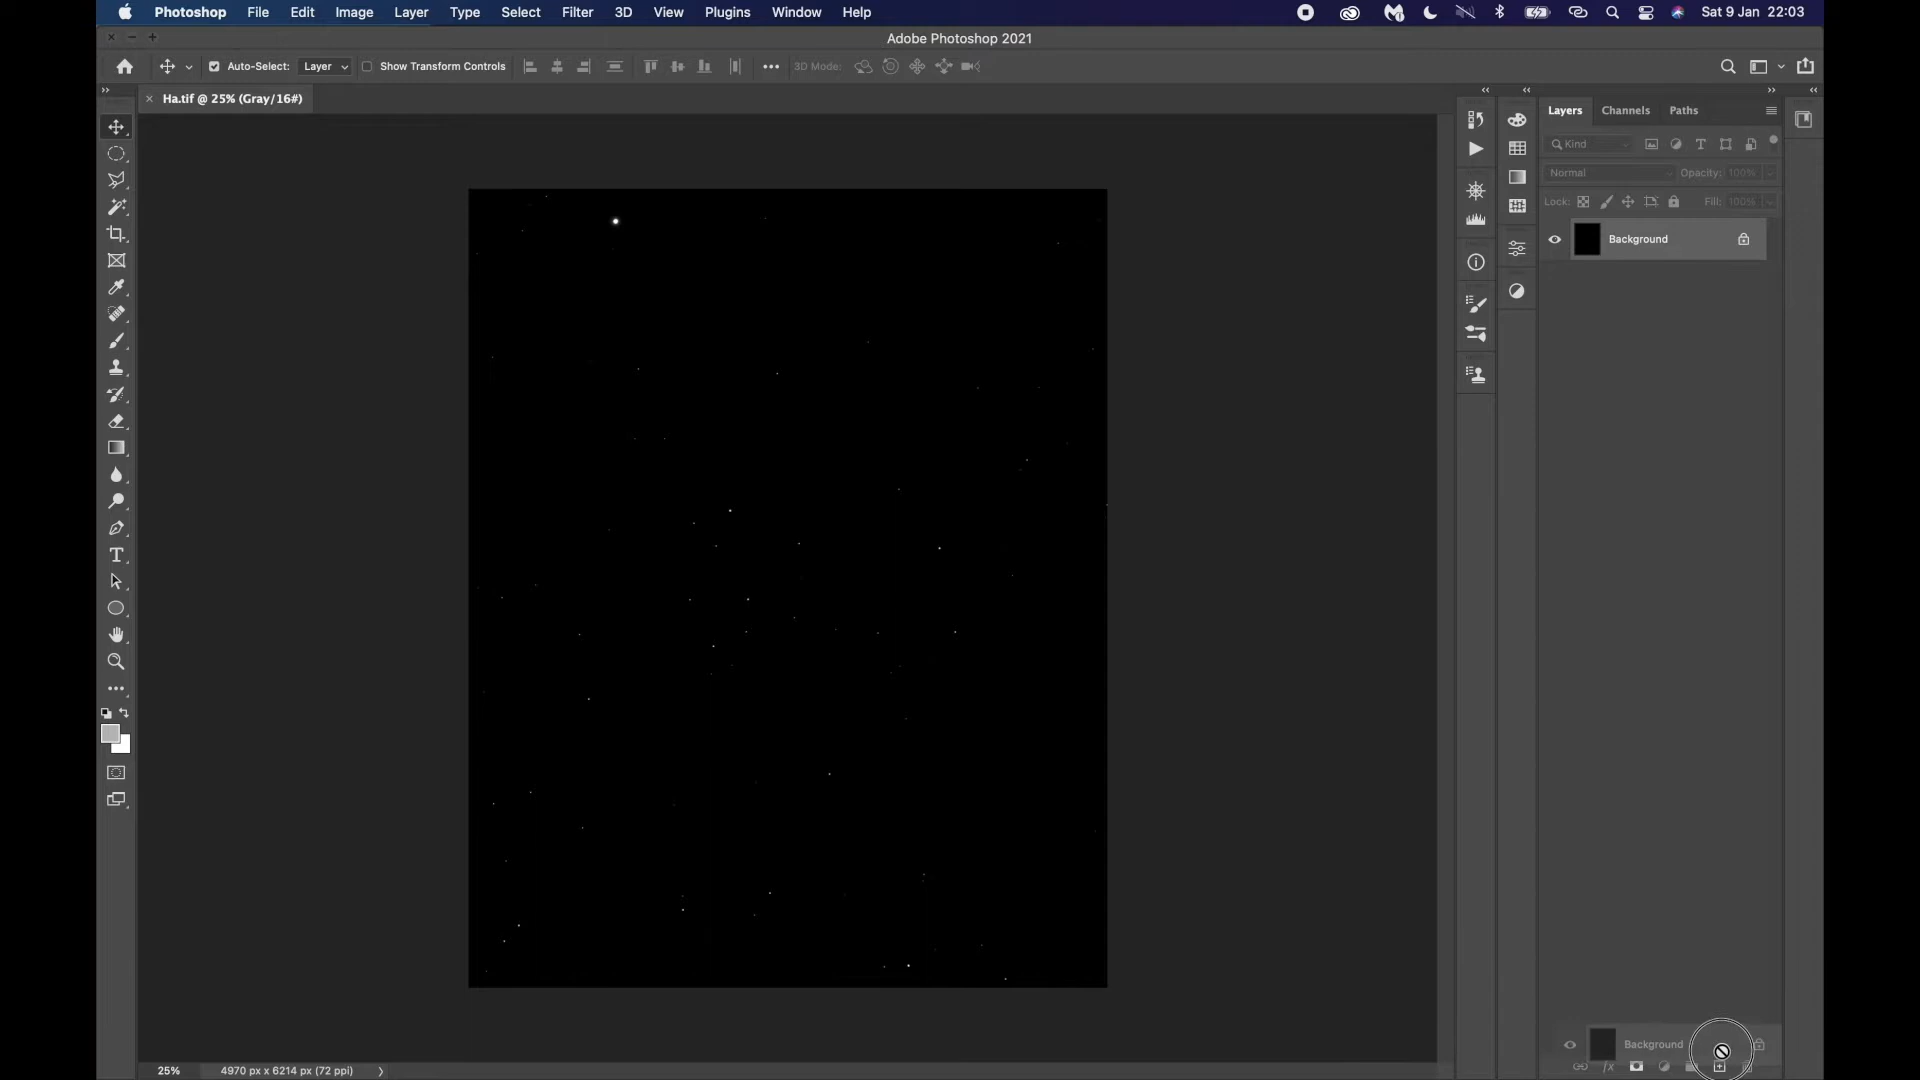 Photoshop File Edit Image Layer Type Select Filter 3D View Plugins Window Help Sat 9 Jan 22:03
Adobe Photoshop 2021
Auto-Select: Layer Show Transform Controls 3D Mode:
Ha.tif @ 25% (Gray/16#)
Layers Channels Paths
Kind
Normal Opacity: 100%
Lock: Fill: 100%
Background
Background
fx
25% 4970 px x 6214 px (72 ppi)